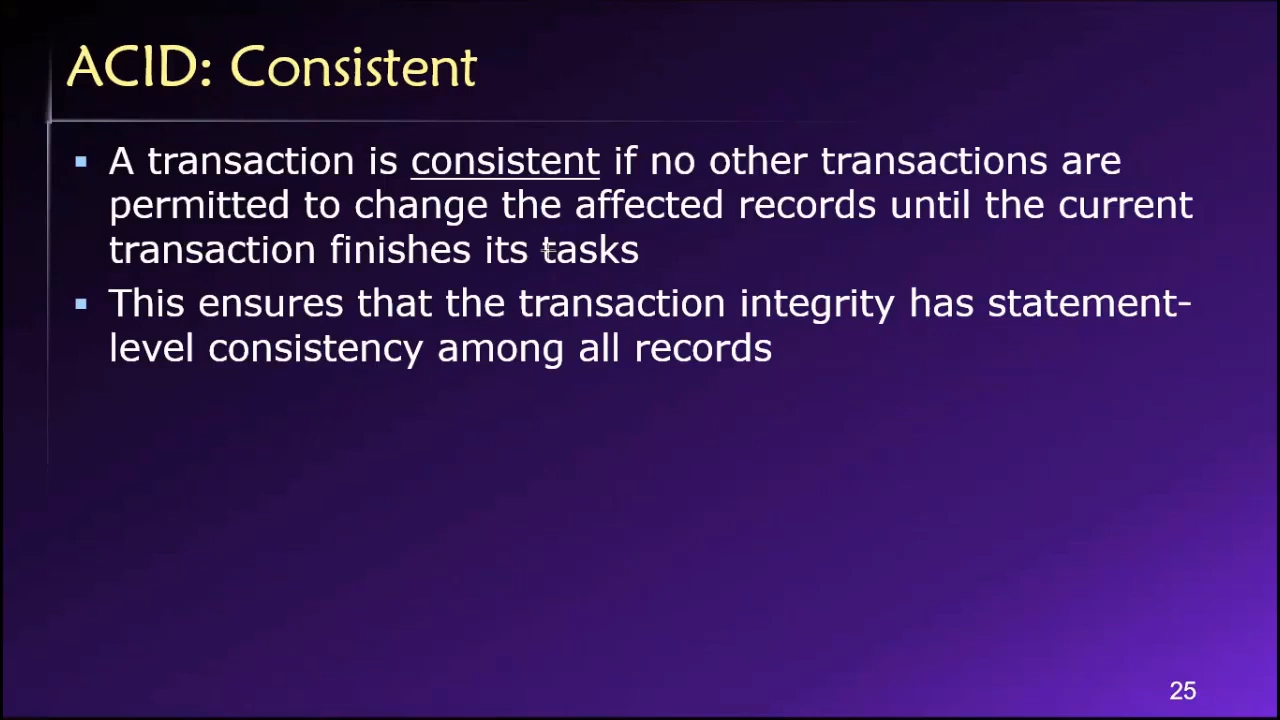 ACID: Consistent
▪ A transaction is consistent if no other transactions are
permitted to change the affected records until the current
transaction finishes its tasks
▪ This ensures that the transaction integrity has statement-
level consistency among all records
25